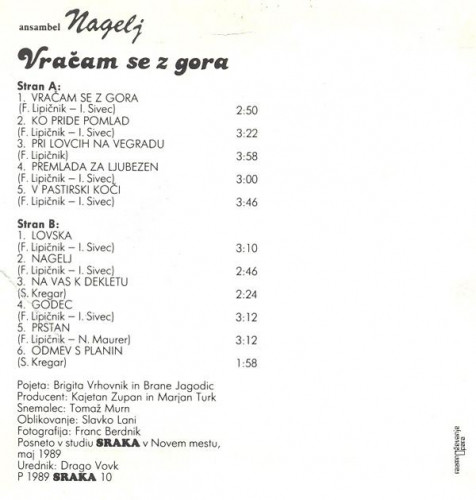 ansambel Nagelj
Vračam se z gora
Stran A:
1. VRAČAM SE Z GORA
(F. Lipičnik – I. Sivec) 2:50
2. KO PRIDE POMLAD
(F. Lipičnik – I. Sivec) 3:22
3. PRI LOVCIH NA VEGRADU
(F. Lipičnik) 3:58
4. PREMLADA ZA LJUBEZEN
(F. Lipičnik – I. Sivec) 3:00
5. V PASTIRSKI KOČI
(F. Lipičnik – I. Sivec) 3:46
Stran B:
1. LOVSKA
(F. Lipičnik – I. Sivec) 3:10
2. NAGELJ
(F. Lipičnik – I. Sivec) 2:46
3. NA VAS K DEKLETU
(S. Kregar) 2:24
4. GODEC
(F. Lipičnik – I. Sivec) 3:12
5. PRSTAN
(F. Lipičnik – N. Maurer) 3:12
6. ODMEV S PLANIN
(S. Kregar) 1:58
Pojeta: Brigita Vrhovnik in Brane Jagodic
Producent: Kajetan Zupan in Marjan Turk
Snemalec: Tomaž Murn
Oblikovanje: Slavko Lani
Fotografija: Franc Berdnik
Posneto v studiu SRAKA v Novem mestu,
maj 1989
Urednik: Drago Vovk
P 1989 SRAKA 10